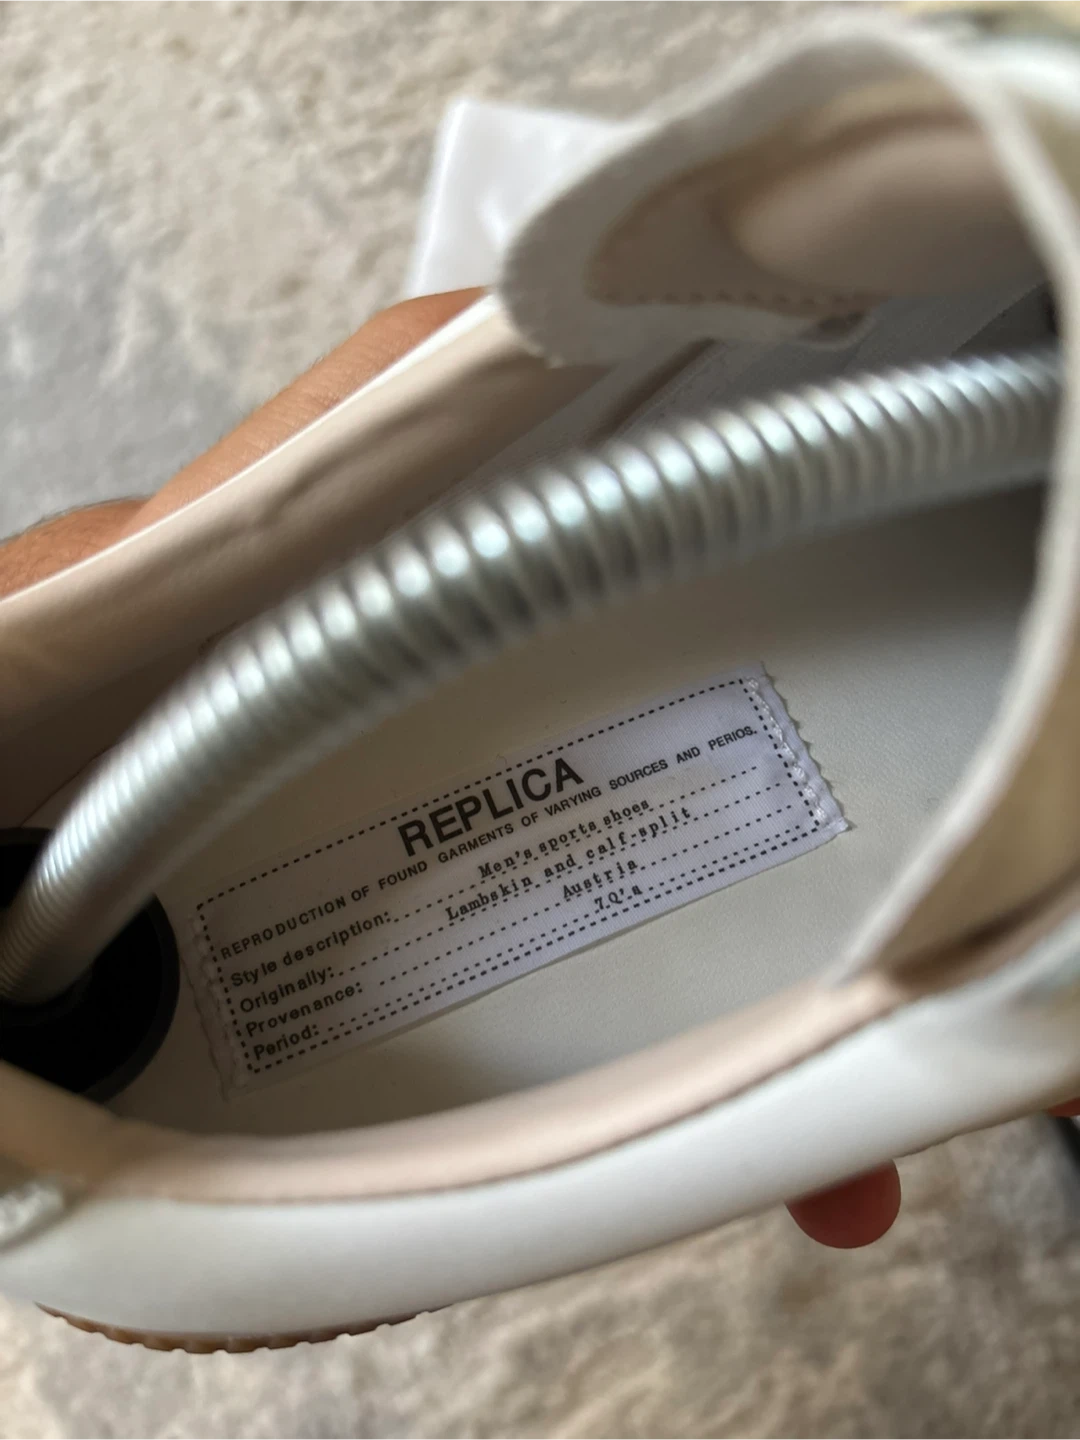 REPLICA
REPRODUCTION OF FOUND GARMENTS OF VARYING SOURCES AND PERIOS.
Style description: Men's sports shoes
Originally: Lambskin and calf-split
Provenance: Austria
Period: 70's